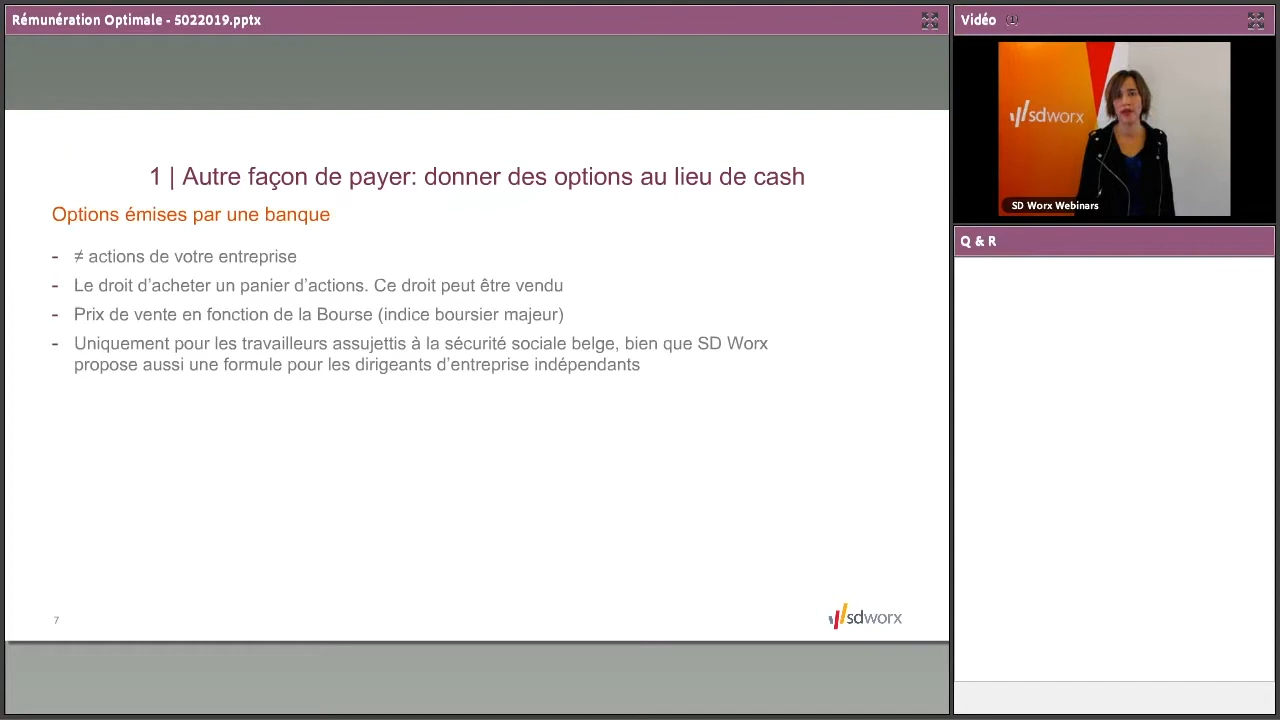 Rémunération Optimale - 5022019.pptx
1 | Autre façon de payer: donner des options au lieu de cash
Options émises par une banque
- ≠ actions de votre entreprise
- Le droit d’acheter un panier d’actions. Ce droit peut être vendu
- Prix de vente en fonction de la Bourse (indice boursier majeur)
- Uniquement pour les travailleurs assujettis à la sécurité sociale belge, bien que SD Worx
propose aussi une formule pour les dirigeants d’entreprise indépendants
7
sdworx
Vidéo (1)
sdworx
SD Worx Webinars
Q & R